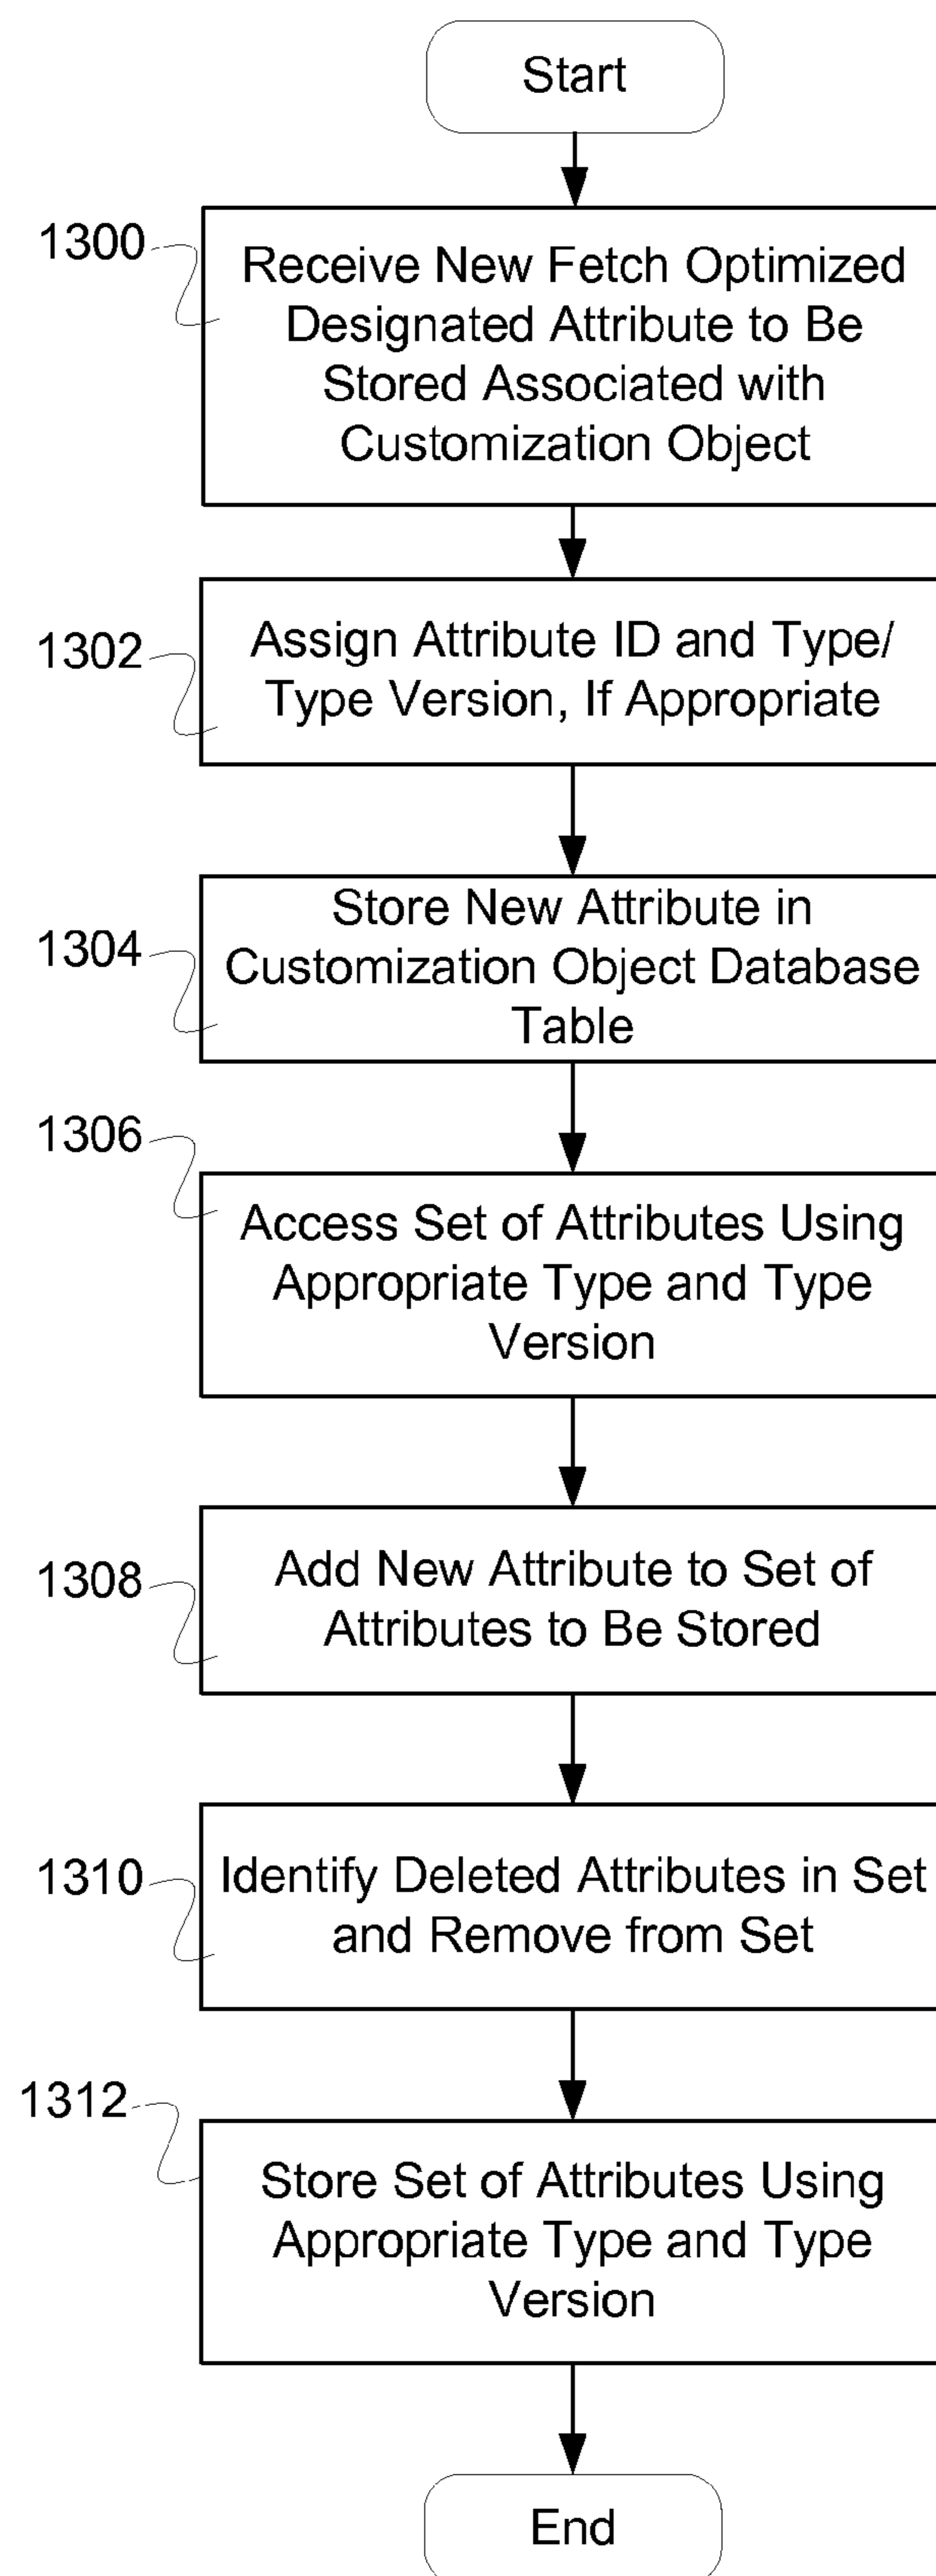 Start
1300
Receive New Fetch Optimized
Designated Attribute to Be
Stored Associated with
Customization Object
1302
Assign Attribute ID and Type/
Type Version, If Appropriate
1304
Store New Attribute in
Customization Object Database
Table
1306
Access Set of Attributes Using
Appropriate Type and Type
Version
1308
Add New Attribute to Set of
Attributes to Be Stored
1310
Identify Deleted Attributes in Set
and Remove from Set
1312
Store Set of Attributes Using
Appropriate Type and Type
Version
End